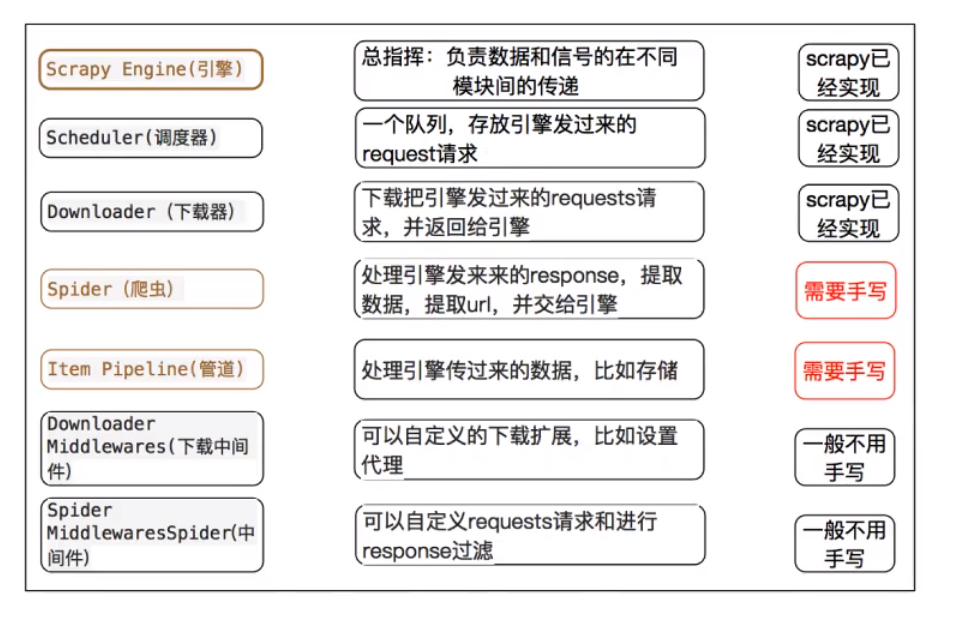 Scrapy Engine(引擎)
总指挥：负责数据和信号的在不同
模块间的传递
scrapy已
经实现
Scheduler(调度器)
一个队列，存放引擎发过来的
request请求
scrapy已
经实现
Downloader（下载器）
下载把引擎发过来的requests请
求，并返回给引擎
scrapy已
经实现
Spider（爬虫）
处理引擎发来来的response，提取
数据，提取url，并交给引擎
需要手写
Item Pipeline(管道)
处理引擎传过来的数据，比如存储
需要手写
Downloader
Middlewares(下载中间
件)
可以自定义的下载扩展，比如设置
代理
一般不用
手写
Spider
MiddlewaresSpider(中
间件)
可以自定义requests请求和进行
response过滤
一般不用
手写